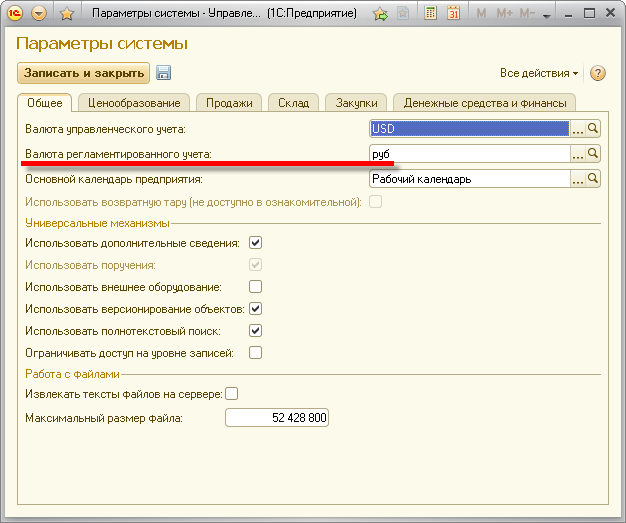 1С Параметры системы - Управле... (1С:Предприятие) 31 M M+ M-
Параметры системы
Записать и закрыть Все действия ?
Общее Ценообразование Продажи Склад Закупки Денежные средства и финансы
Валюта управленческого учета: USD ...
Валюта регламентированного учета: руб ...
Основной календарь предприятия: Рабочий календарь ...
Использовать возвратную тару (не доступно в ознакомительной):
Универсальные механизмы
Использовать дополнительные сведения:
Использовать поручения:
Использовать внешнее оборудование:
Использовать версионирование объектов:
Использовать полнотекстовый поиск:
Ограничивать доступ на уровне записей:
Работа с файлами
Извлекать тексты файлов на сервере:
Максимальный размер файла: 52 428 800